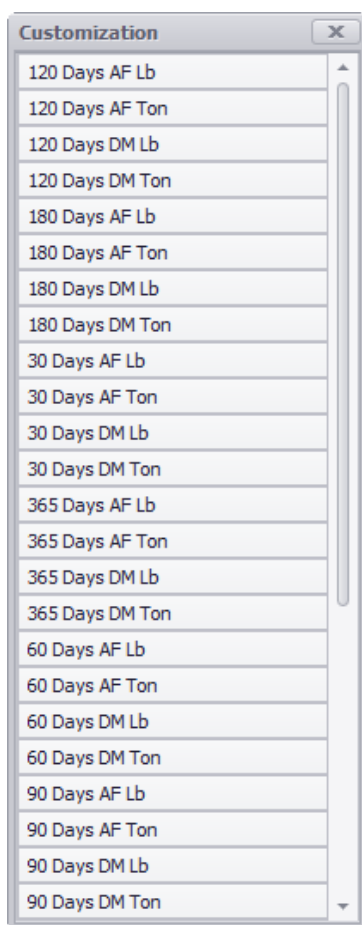 Customization
120 Days AF Lb
120 Days AF Ton
120 Days DM Lb
120 Days DM Ton
180 Days AF Lb
180 Days AF Ton
180 Days DM Lb
180 Days DM Ton
30 Days AF Lb
30 Days AF Ton
30 Days DM Lb
30 Days DM Ton
365 Days AF Lb
365 Days AF Ton
365 Days DM Lb
365 Days DM Ton
60 Days AF Lb
60 Days AF Ton
60 Days DM Lb
60 Days DM Ton
90 Days AF Lb
90 Days AF Ton
90 Days DM Lb
90 Days DM Ton